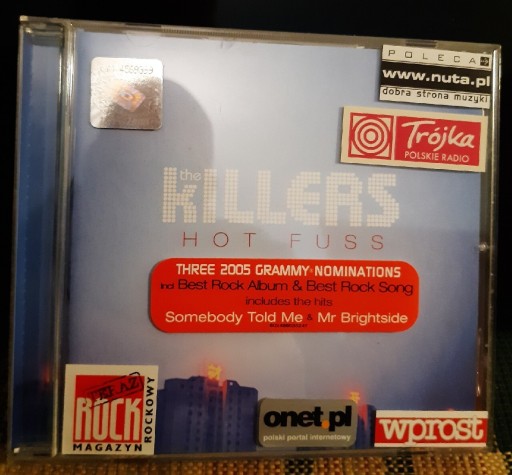 POLECA
www.nuta.pl
dobra strona muzyki
Trójka
POLSKIE RADIO
the
KILLERS
HOT FUSS
THREE 2005 GRAMMY NOMINATIONS
Incl Best Rock Album & Best Rock Song
includes the hits
Somebody Told Me & Mr Brightside
TERAZ
ROCK
MAGAZYN
ROCKOWY
onet.pl
polski portal internetowy
wprost